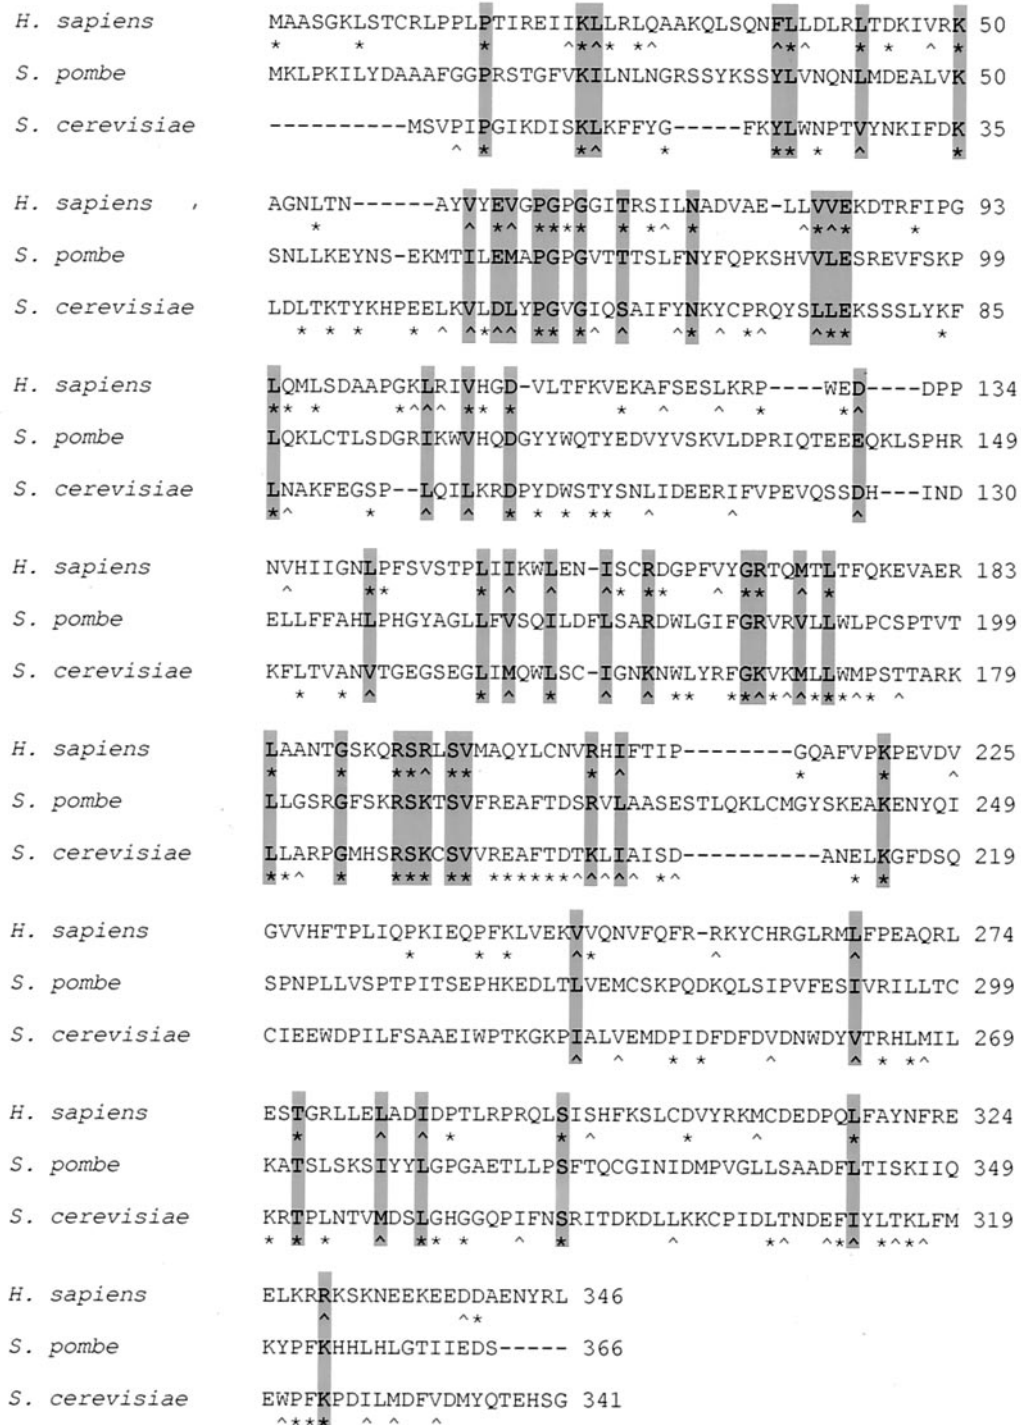 H. sapiens MAASGKLSTCRLPPLPTIREIIKLLRLQAAKQLSQNFLLDLRLTDKIVRK 50
* * * ^*^* *^ ^**^ * * ^ *
S. pombe MKLPKILYDAAAFGGPRSTGFVKILNLNGRSSYKSSYLVNQNLMDEALVK 50
S. cerevisiae ----------MSVPIPGIKDISKLKFFYG-----FKYLWNPTVYNKIFDK 35
^ * *^ * ** * ^ *
H. sapiens AGNLTN------AYVYEVGPGPGGITRSILNADVAE-LLVVEKDTRFIPG 93
* ^ *^ **** * *^ * ^*^* *
S. pombe SNLLKEYNS-EKMTILEMAPGPGVTTTSLFNYFQPKSHVVLESREVFSKP 99
S. cerevisiae LDLTKTYKHPEELKVLDLYPGVGIQSAIFYNKYCPRQYSLLEKSSSLYKF 85
* * * * ^ ^*^^ ** *^ ^ ^* *^ ^** *
H. sapiens LQMLSDAAPGKLRIVHGD-VLTFKVEKAFSESLKRP----WED----DPP 134
** * *^^^ ** * * ^ ^ * *^
S. pombe LQKLCTLSDGRIKWVHQDGYYWQTYEDVYVSKVLDPRIQTEEEEQKLSPHR 149
S. cerevisiae LNAKFEGSP--LQILKRDPYDWSTYSNLIDEERIFVPEVQSSDH---IND 130
*^ * ^ ^ * * * ** ^ ^ ^
H. sapiens NVHIIGNLPFSVSTPLIIKWLEN-ISCRDGPFVYGRTQMTLTFQKEVAER 183
^ ** * ^ ^ ^* ** ^ ** ^ *
S. pombe ELLFFAHLPHGYAGLLFVSQILDFLSARDWLGIFGRVRVLLWLPCSPTVT 199
S. cerevisiae KFLTVANVTGEGSEGLIMQWLSC-IGNKNWLYRFGKVKMLLWMPSTTARK 179
* * ^ * ^ * ^ ^ ** **^ *^ ^***^* ^
H. sapiens LAANTGSKQRSRLSVMAQYLCNVRHIFTIP---------GQAFVPKPEVDV 225
* * **^ ** * ^ * * ^
S. pombe LLGSRGFSKRSKTSVFREAFTDSRVLAASESTLQKLCMGYSKEAKENYQI 249
S. cerevisiae LLARPGMHSRSKCSVVREAFTDTKLIAISD----------ANELKGFDSQ 219
**^ * *** ** ******^^^^^ *^ * *
H. sapiens GVVHFTPLIQPKIEQPFKLVEKVVQNVFQFR-RKYCHRGLRMLFPEAQRL 274
* * * ^* ^ ^
S. pombe SPNPLLVSPTPITSEPHKEDLTLVEMCSKPQDKQLSIPVFESIVRILLTC 299
S. cerevisiae CIEEWDPILFSAAEIWPTKGKPIALVEMDPIDFDFDVDNWDYVTRHLMIL 269
^ ^ * * ^ ^ * *^
H. sapiens ESTGRLLELADIDPTLRPRQLSISHFKSLCDVYRKMCDEDPQLFAYNFRE 324
* ^ ^ * * ^ * ^ *
S. pombe KATSLSKSIYYLGPGAETLLPSFTQCGINIDMPVGLLSAADFLTISKIIQ 349
S. cerevisiae KRTPLNTVMDSLGHGGQPIFNSRITDKDLLKKCPIDLTNDEFIYLTKLFM 319
* * * ^ ** * ^ * ^ *^ ^*^ *^*^
H. sapiens ELKRRKSKNEEKEEDDAENYRL 346
^ ^*
S. pombe KYPFKHHLHLGTIIEDS----- 366
S. cerevisiae EWPFKPDILMDFVDMYQTEHSG 341
^*** ^ ^ ^